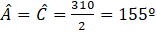 Â = Ĉ = 310/2 = 155º